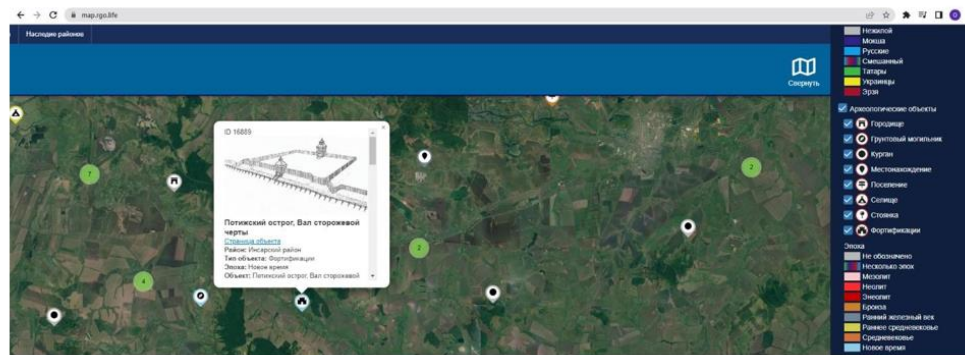 map.rgo.life
Наследие районов
Свернуть
ID 16889
Потижский острог, Вал сторожевой
черты
Страница объекта
Район: Инсарский район
Тип объекта: Фортификации
Эпоха: Новое время
Объект: Потижский острог, Вал сторожевой
7
4
2
2
Нежилой
Мокша
Русские
Смешанный
Татары
Украинцы
Эрзя
Археологические объекты
Городище
Грунтовый могильник
Курган
Местонахождение
Поселение
Селище
Стоянка
Фортификации
Эпоха
Не обозначено
Несколько эпох
Мезолит
Неолит
Энеолит
Бронза
Ранний железный век
Раннее средневековье
Средневековье
Новое время